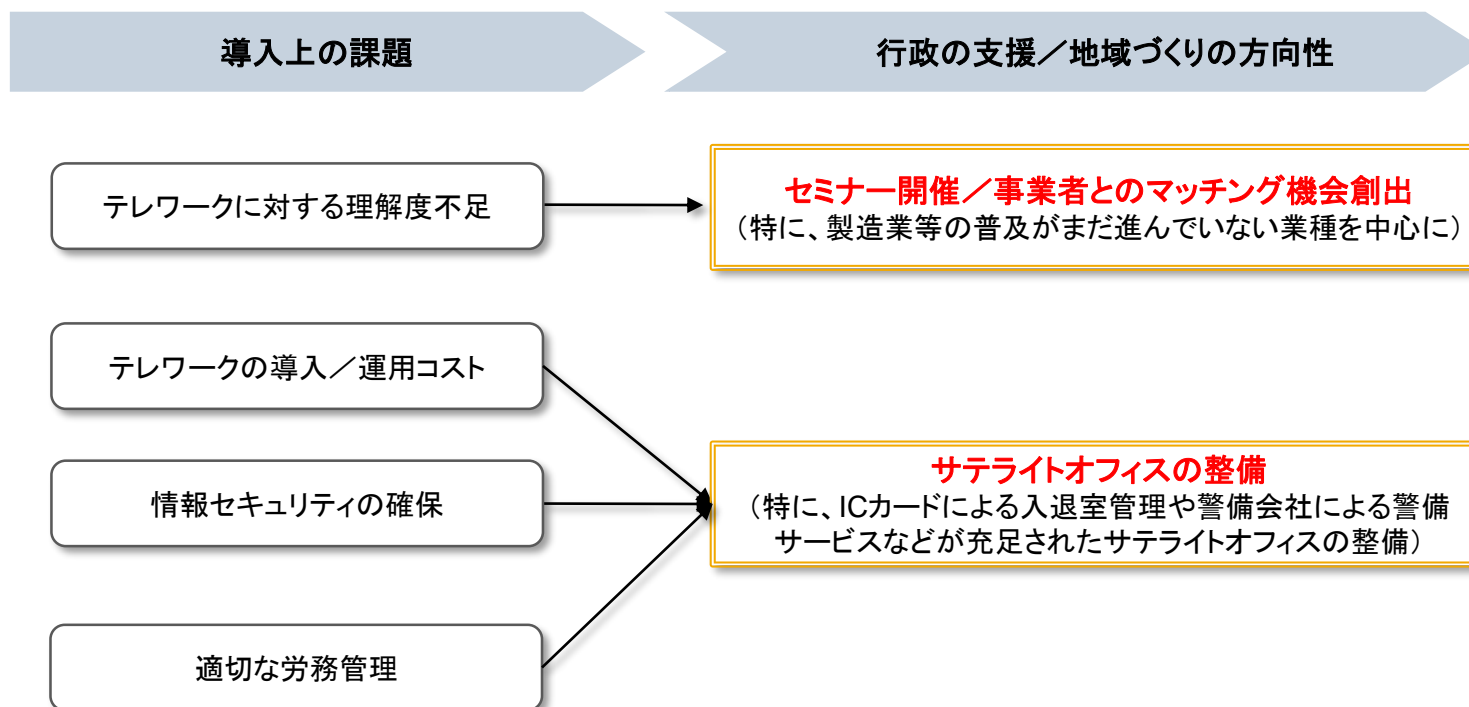 導入上の課題
行政の支援／地域づくりの方向性
テレワークに対する理解度不足
セミナー開催／事業者とのマッチング機会創出
（特に、製造業等の普及がまだ進んでいない業種を中心に）
テレワークの導入／運用コスト
情報セキュリティの確保
サテライトオフィスの整備
（特に、ICカードによる入退室管理や警備会社による警備
サービスなどが充足されたサテライトオフィスの整備）
適切な労務管理